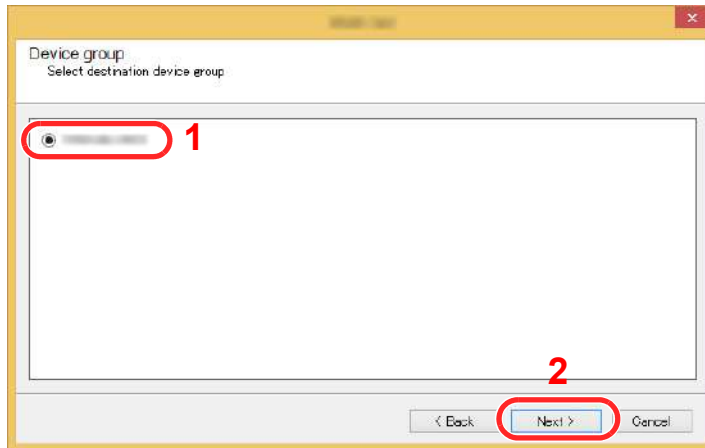 Device group
Select destination device group
1
2
< Back
Next >
Cancel